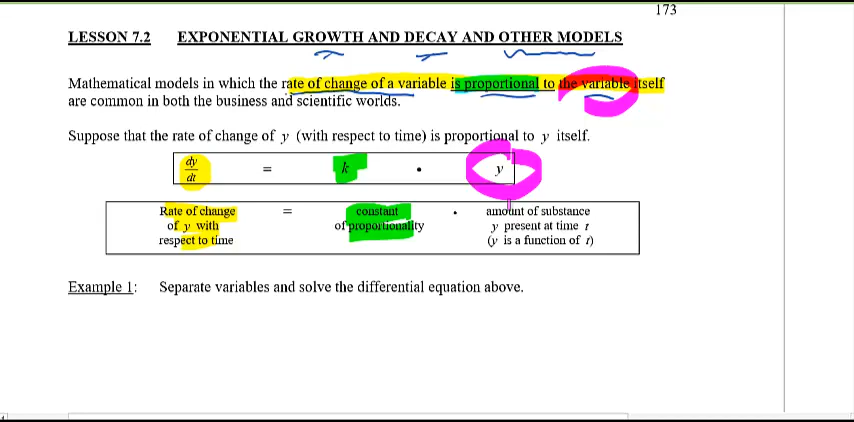 173
LESSON 7.2 EXPONENTIAL GROWTH AND DECAY AND OTHER MODELS
Mathematical models in which the rate of change of a variable is proportional to the variable itself
are common in both the business and scientific worlds.
Suppose that the rate of change of y (with respect to time) is proportional to y itself.
dy/dt = k • y
Rate of change = constant • amount of substance
of y with of proportionality y present at time t
respect to time (y is a function of t)
Example 1: Separate variables and solve the differential equation above.